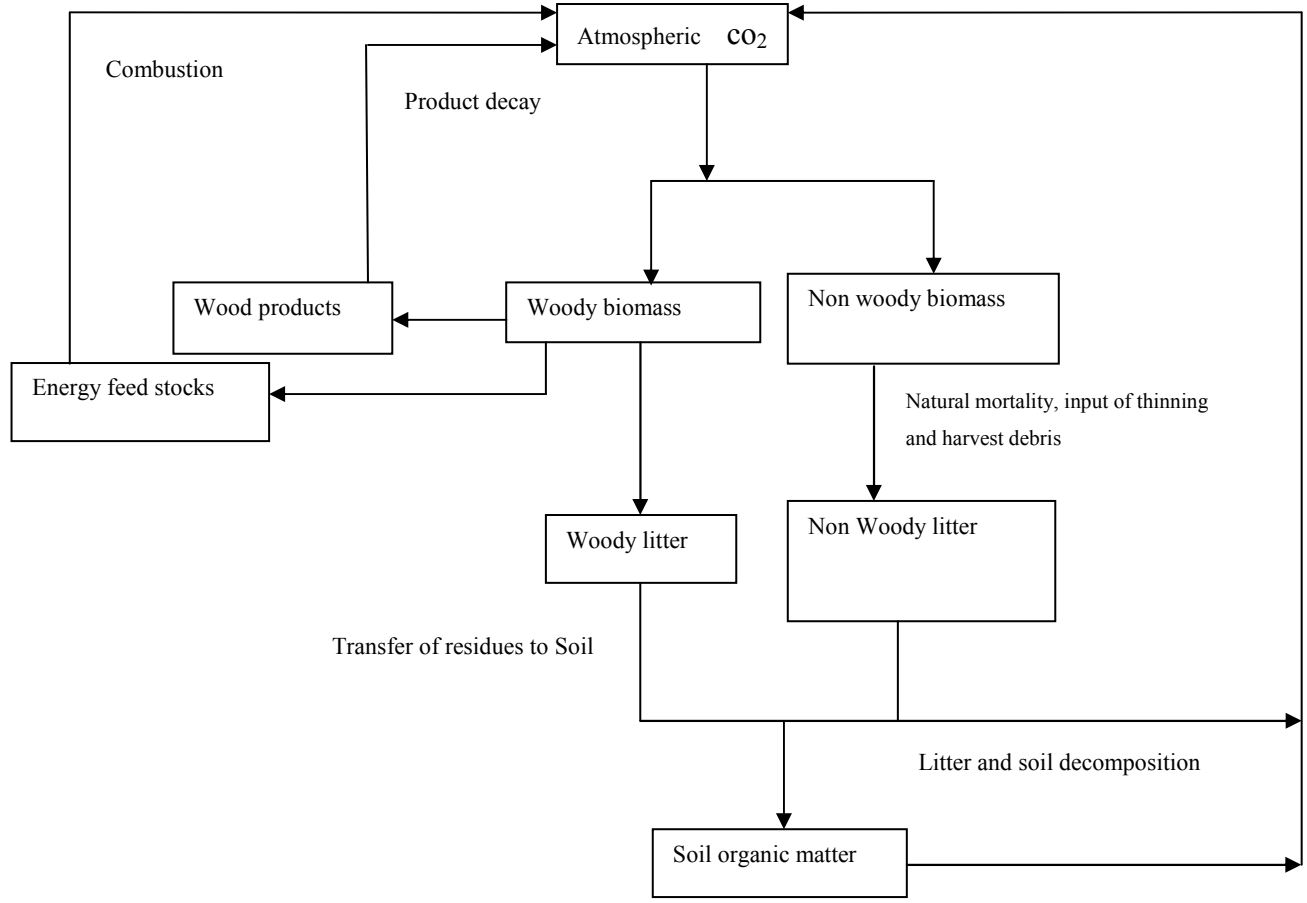 Atmospheric co₂
Combustion
Product decay
Wood products
Woody biomass
Non woody biomass
Energy feed stocks
Natural mortality, input of thinning
and harvest debris
Woody litter
Non Woody litter
Transfer of residues to Soil
Litter and soil decomposition
Soil organic matter